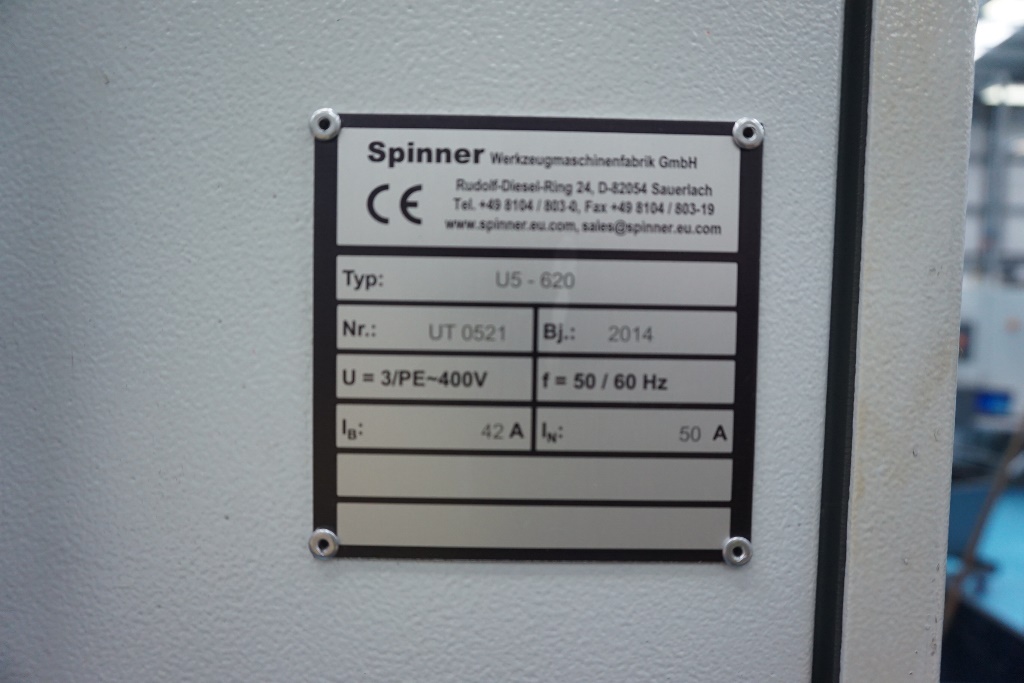 Spinner Werkzeugmaschinenfabrik GmbH
CE
Rudolf-Diesel-Ring 24, D-82054 Sauerlach
Tel. +49 8104 / 803-0, Fax +49 8104 / 803-19
www.spinner.eu.com, sales@spinner.eu.com
Typ: U5 - 620
Nr.: UT 0521 Bj.: 2014
U = 3/PE~400V f = 50 / 60 Hz
IB: 42 A IN: 50 A